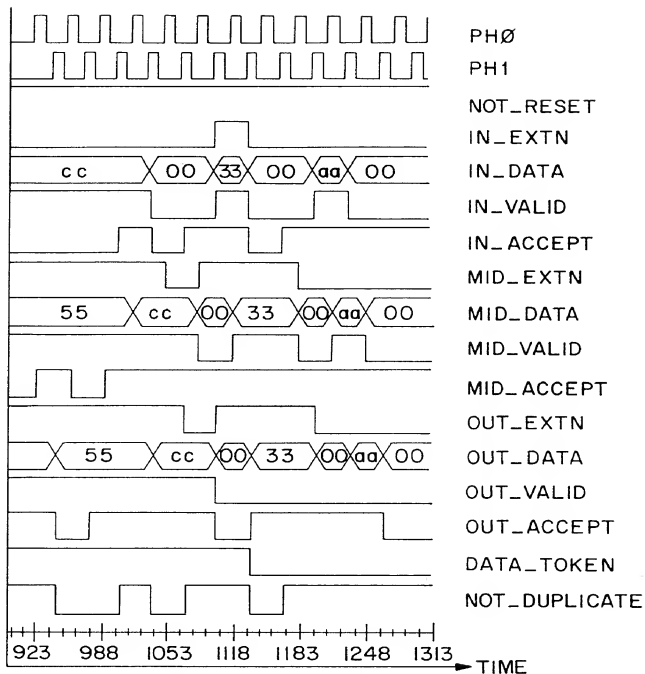 PHØ
PH1
NOT_RESET
IN_EXTN
cc 00 33 00 aa 00 IN_DATA
IN_VALID
IN_ACCEPT
MID_EXTN
55 cc 00 33 00 aa 00 MID_DATA
MID_VALID
MID_ACCEPT
OUT_EXTN
55 cc 00 33 00 aa 00 OUT_DATA
OUT_VALID
OUT_ACCEPT
DATA_TOKEN
NOT_DUPLICATE
923 988 1053 1118 1183 1248 1313
TIME